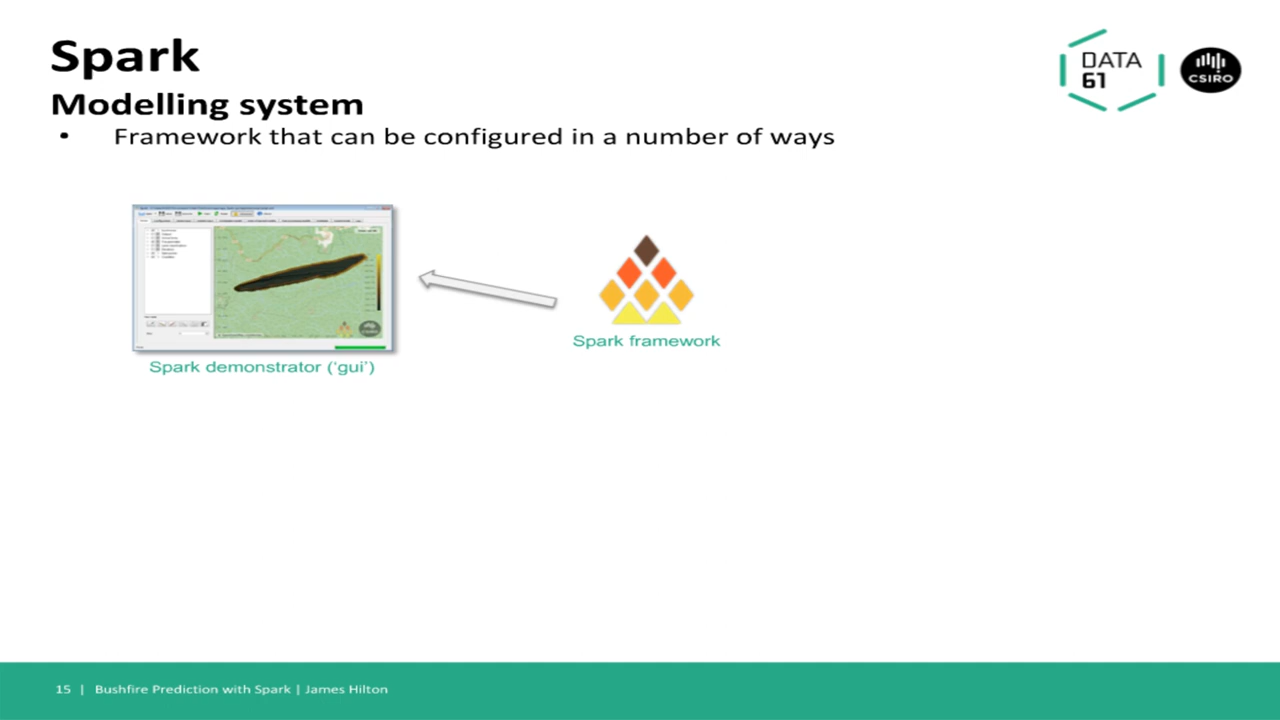 Spark
Modelling system
• Framework that can be configured in a number of ways
DATA
61
CSIRO
Spark framework
Spark demonstrator (‘gui’)
15 | Bushfire Prediction with Spark | James Hilton